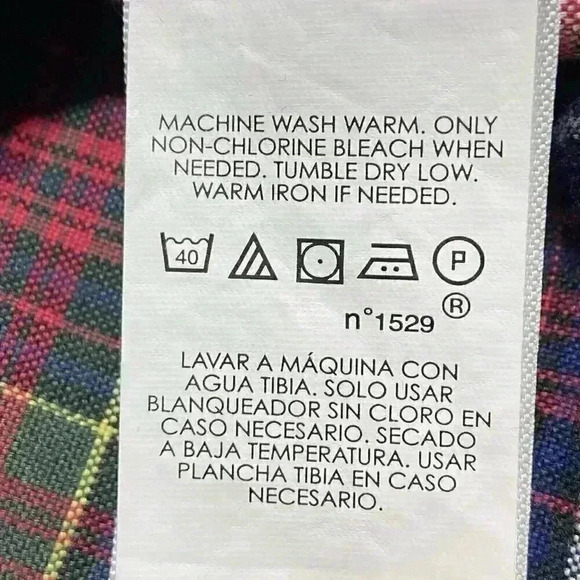 MACHINE WASH WARM. ONLY
NON-CHLORINE BLEACH WHEN
NEEDED. TUMBLE DRY LOW.
WARM IRON IF NEEDED.
40 P
n°1529 ®
LAVAR A MÁQUINA CON
AGUA TIBIA. SOLO USAR
BLANQUEADOR SIN CLORO EN
CASO NECESARIO. SECADO
A BAJA TEMPERATURA. USAR
PLANCHA TIBIA EN CASO
NECESARIO.